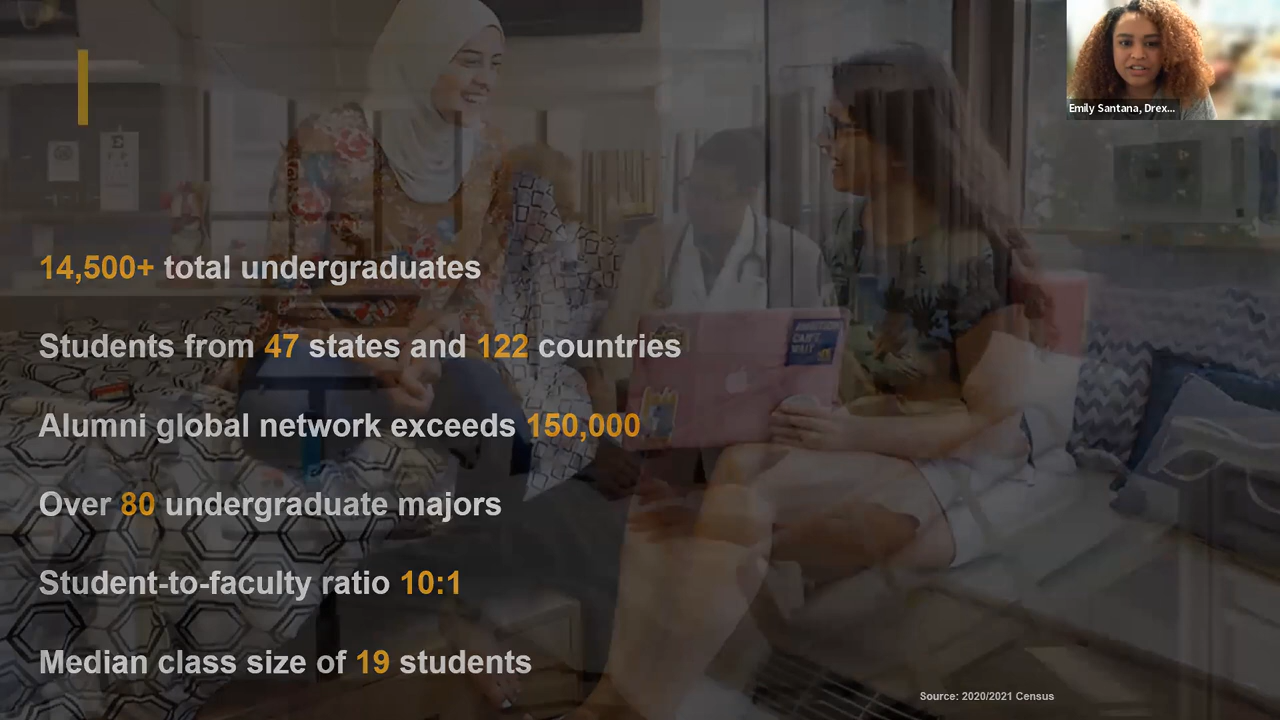 Emily Santana, Drex...
14,500+ total undergraduates
Students from 47 states and 122 countries
Alumni global network exceeds 150,000
Over 80 undergraduate majors
Student-to-faculty ratio 10:1
Median class size of 19 students
Source: 2020/2021 Census